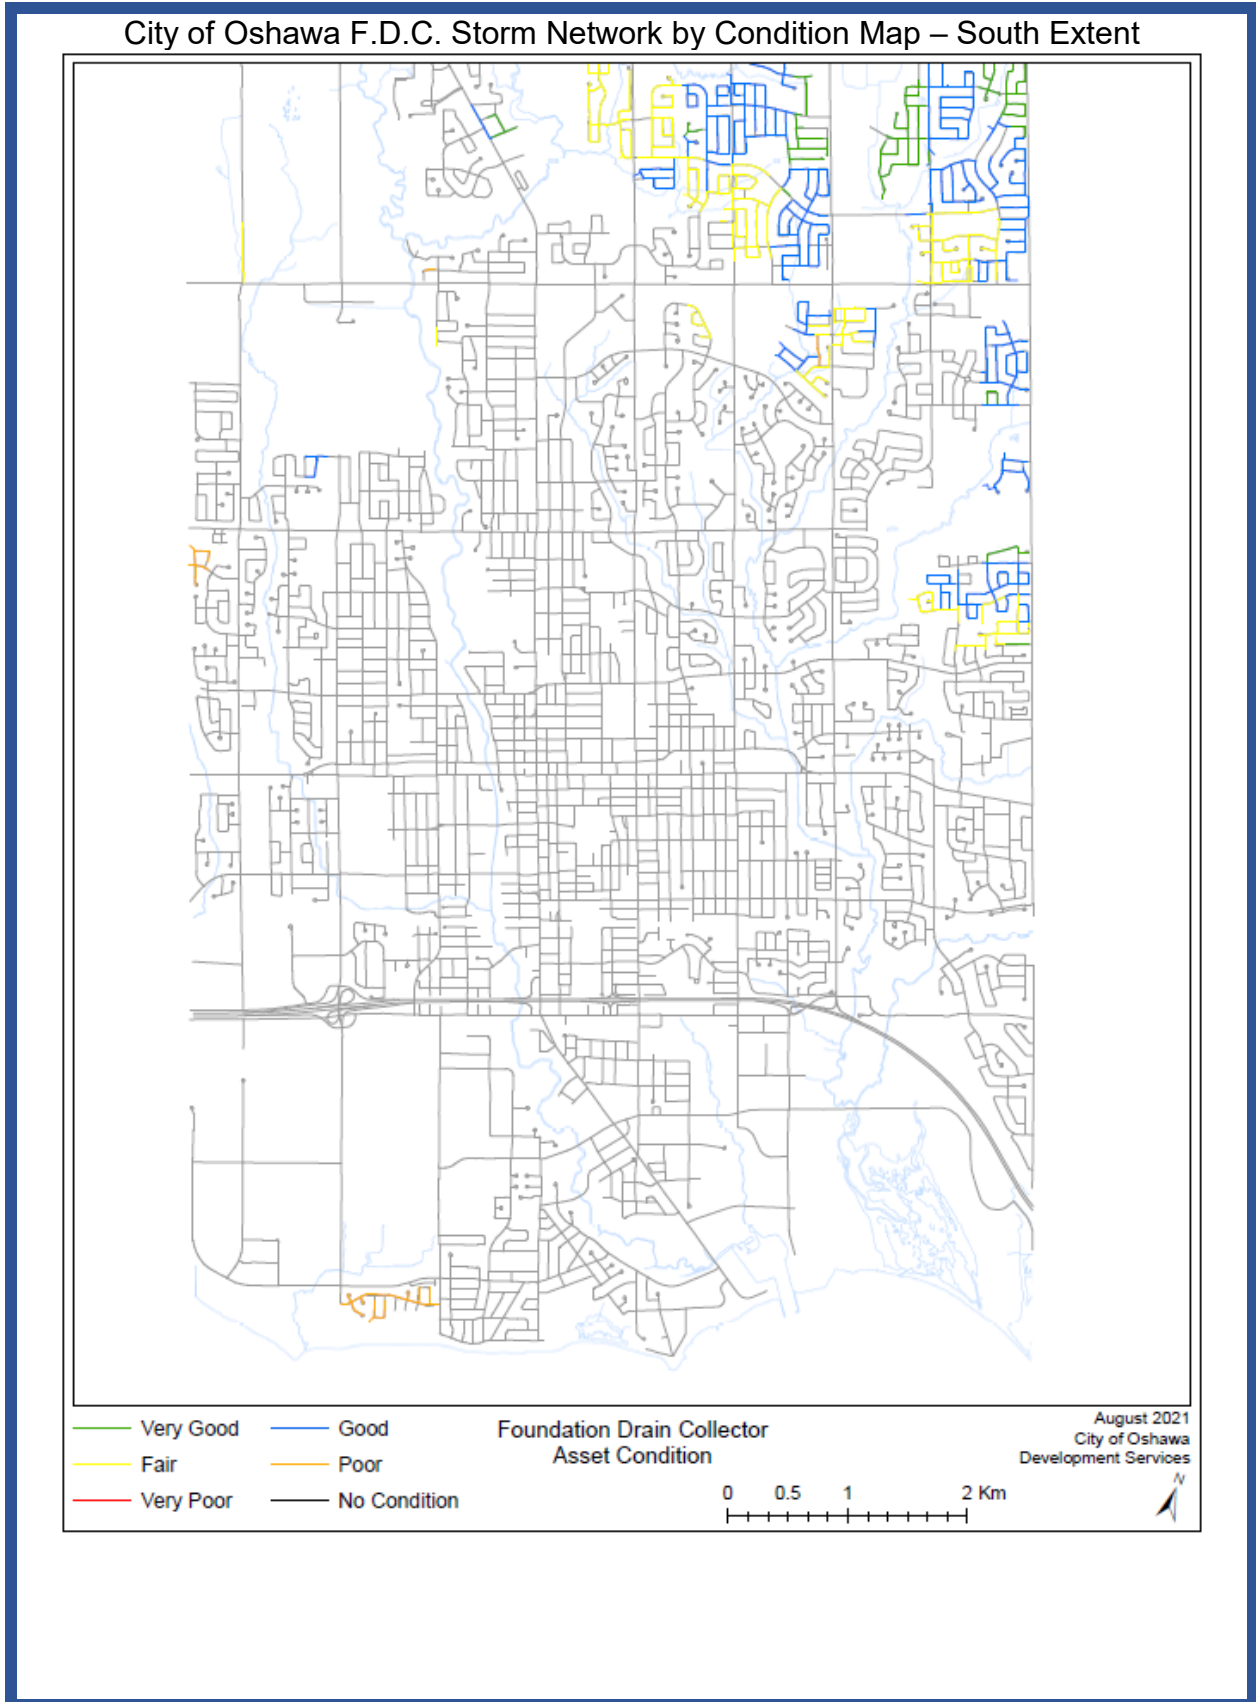 City of Oshawa F.D.C. Storm Network by Condition Map – South Extent
Very Good
Good
Fair
Poor
Very Poor
No Condition
Foundation Drain Collector
Asset Condition
August 2021
City of Oshawa
Development Services
N
0 0.5 1 2 Km